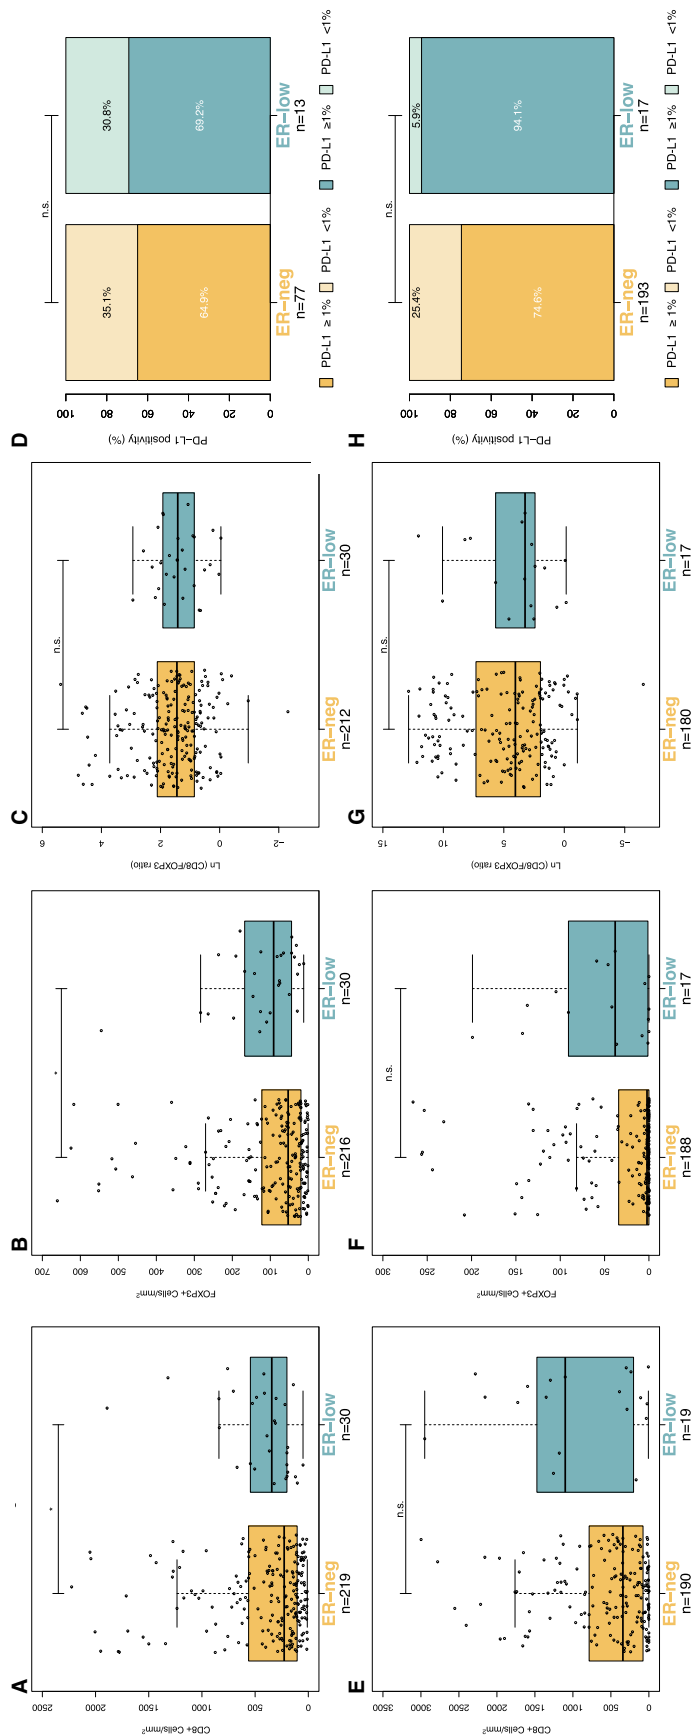 A
CD8+ Cells/mm²
0
500
1000
1500
2000
2500
ER−neg
n=219
ER−low
n=30
B
FOXP3+ Cells/mm²
0
100
200
300
400
500
600
700
ER−neg
n=216
ER−low
n=30
C
Ln (CD8/FOXP3 ratio)
−2
0
2
4
6
n.s.
ER−neg
n=212
ER−low
n=30
D
PD−L1 positivity (%)
0
20
40
60
80
100
n.s.
35.1%
64.9%
30.8%
69.2%
ER−neg
n=77
ER−low
n=13
PD−L1 ≥ 1% PD−L1 <1% PD−L1 ≥1% PD−L1 <1%
E
CD8+ Cells/mm²
0
500
1000
1500
2000
2500
3000
n.s.
ER−neg
n=190
ER−low
n=19
F
FOXP3+ Cells/mm²
0
50
100
150
200
250
300
n.s.
ER−neg
n=188
ER−low
n=17
G
Ln (CD8/FOXP3 ratio)
−5
0
5
10
15
n.s.
ER−neg
n=180
ER−low
n=17
H
PD−L1 positivity (%)
0
20
40
60
80
100
n.s.
25.4%
74.6%
5.9%
94.1%
ER−neg
n=193
ER−low
n=17
PD−L1 ≥ 1% PD−L1 <1% PD−L1 ≥1% PD−L1 <1%